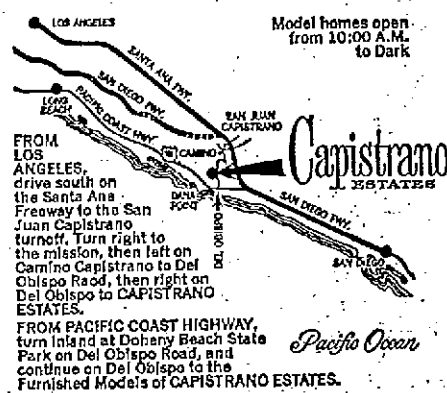 LOS ANGELES
Model homes open
from 10:00 A.M.
to Dark
SANTA ANA FWY.
SAN DIEGO FWY.
PACIFIC COAST HWY.
LONG
BEACH
SAN JUAN
CAPISTRANO
CAMINO
Capistrano
ESTATES
DANA
POINT
DEL OBISPO
SAN DIEGO FWY.
SAN DIEGO
FROM
LOS
ANGELES,
drive south on
the Santa Ana
Freeway to the San
Juan Capistrano
turnoff. Turn right to
the mission, then left on
Camino Capistrano to Del
Obispo Raod, then right on
Del Obispo to CAPISTRANO
ESTATES.
FROM PACIFIC COAST HIGHWAY,
turn inland at Doheny Beach State
Park on Del Obispo Road, and
continue on Del Obispo to the
Furnished Models of CAPISTRANO ESTATES.
Pacific Ocean